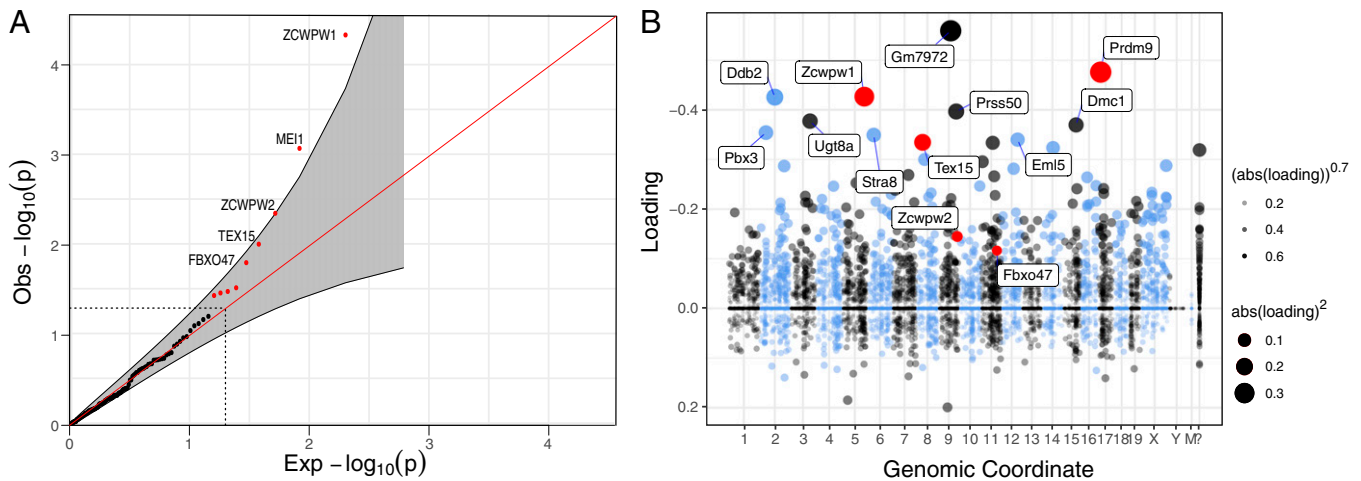 A
Obs −log10(p)
4
3
2
1
0
ZCWPW1
MEI1
ZCWPW2
TEX15
FBXO47
0 1 2 3 4
Exp −log10(p)
B
Loading
−0.4
−0.2
0.0
0.2
Gm7972
Prdm9
Ddb2
Zcwpw1
Prss50
Dmc1
Pbx3
Ugt8a
Stra8
Tex15
Eml5
Zcwpw2
Fbxo47
1 2 3 4 5 6 7 8 9 10 11 12 13 14 15 16 17 18 19 X Y M ?
Genomic Coordinate
(abs(loading))^0.7
0.2
0.4
0.6
abs(loading)^2
0.1
0.2
0.3